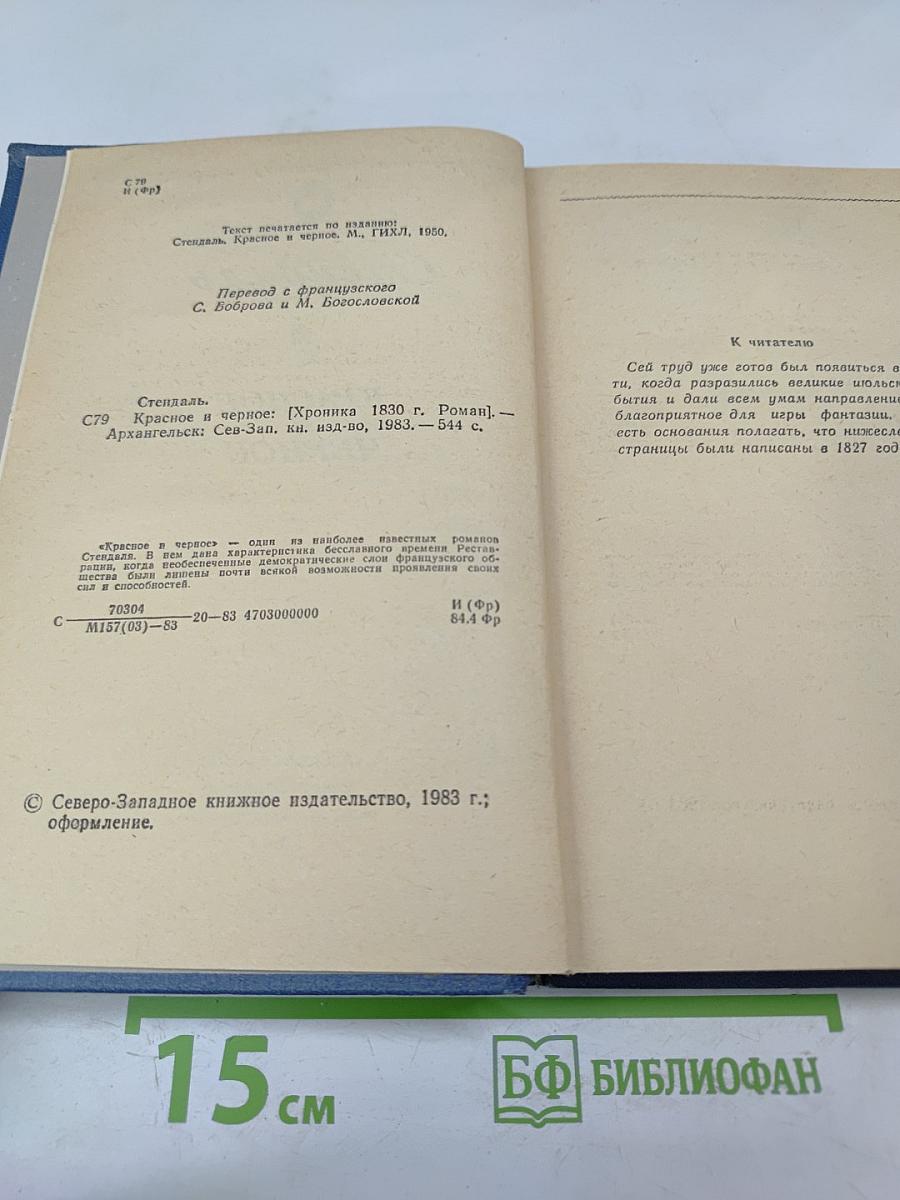 С 79
И (Фр)
Текст печатается по изданию:
Стендаль. Красное и черное. М., ГИХЛ, 1950.
Перевод с французского
С. Боброва и М. Богословской
Стендаль.
С79 Красное и черное: [Хроника 1830 г. Роман]. —
Архангельск: Сев-Зап. кн. изд-во, 1983. — 544 с.
«Красное и черное» — один из наиболее известных романов
Стендаля. В нем дана характеристика бесславного времени Рестав-
рации, когда необеспеченные демократические слои французского об-
щества были лишены почти всякой возможности проявления своих
сил и способностей.
70304
С ————— 20—83 4703000000
М157(03)—83
И (Фр)
84.4 Фр
© Северо-Западное книжное издательство, 1983 г.;
оформление.
К читателю
Сей труд уже готов был появиться в
ти, когда разразились великие июльск
бытия и дали всем умам направление
благоприятное для игры фантазии.
есть основания полагать, что нижесле
страницы были написаны в 1827 год
15 см
БФ БИБЛИОФАН